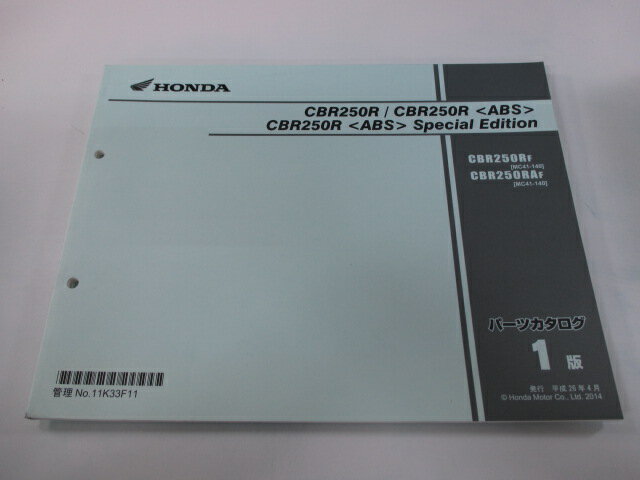 HONDA
CBR250R / CBR250R <ABS>
CBR250R <ABS> Special Edition
CBR250RF
[MC41-140]
CBR250RAF
[MC41-140]
パーツカタログ
1 版
発行 平成 26 年 4 月
© Honda Motor Co., Ltd. 2014
管理 No.11K33F11